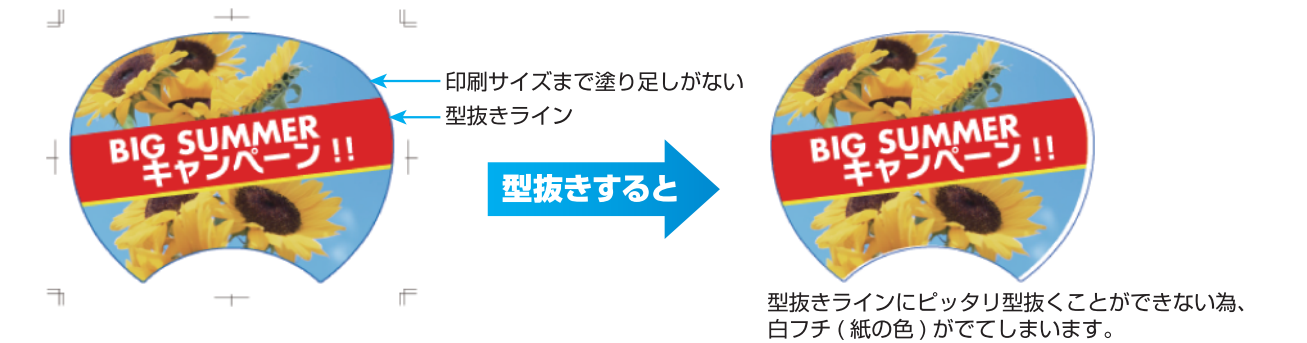 印刷サイズまで塗り足しがない
型抜きライン
BIG SUMMER
キャンペーン !!
型抜きすると
BIG SUMMER
キャンペーン !!
型抜きラインにピッタリ型抜くことができない為、
白フチ ( 紙の色 ) がでてしまいます。